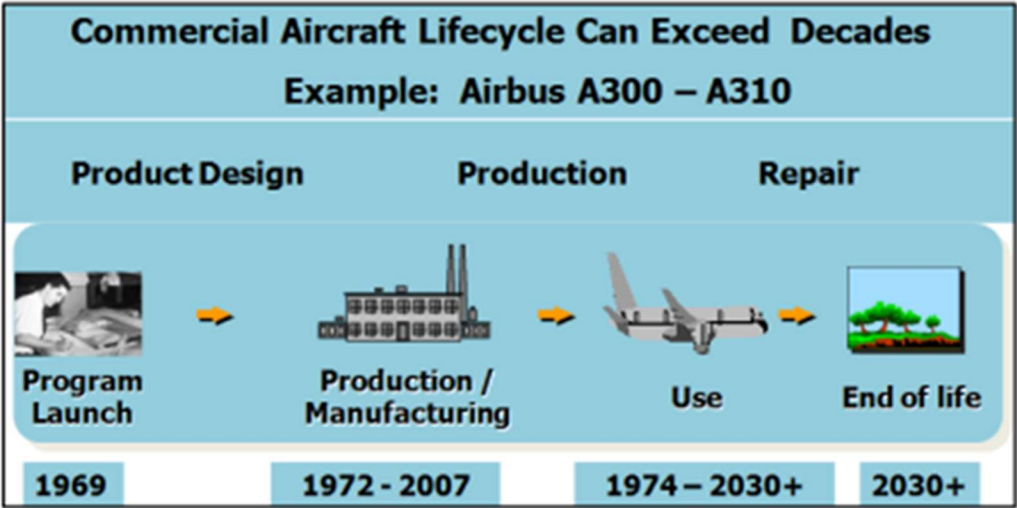 Commercial Aircraft Lifecycle Can Exceed Decades
Example: Airbus A300 – A310
Product Design Production Repair
Program Launch
Production / Manufacturing
Use
End of life
1969 1972 - 2007 1974 – 2030+ 2030+